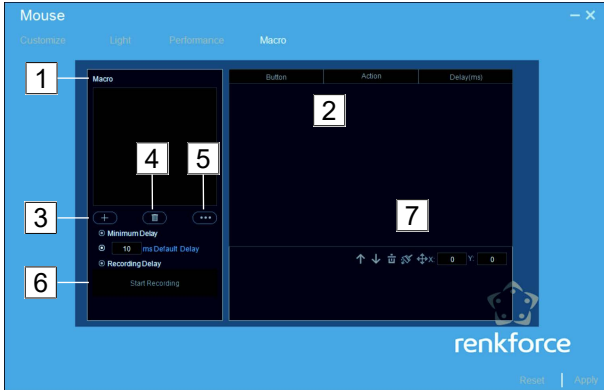 Mouse
Customize Light Performance Macro
1 Macro
Button Action Delay(ms)
2
4 5
3
7
Minimum Delay
10 ms Default Delay
X: 0 Y: 0
Recording Delay
6 Start Recording
renkforce
Reset Apply